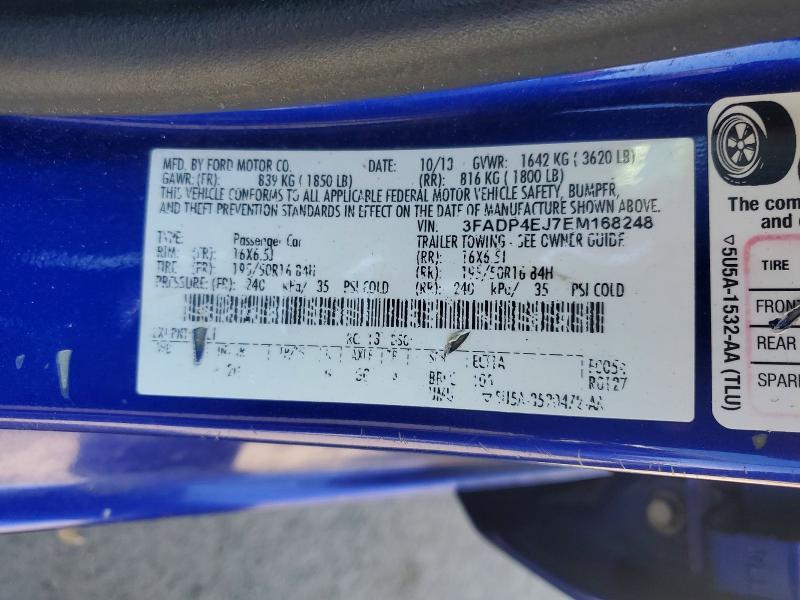 MFD. BY FORD MOTOR CO. DATE: 10/13 GVWR: 1642 KG ( 3620 LB)
GAWR: (FR): 839 KG ( 1850 LB) (RR): 816 KG ( 1800 LB)
THIS VEHICLE CONFORMS TO ALL APPLICABLE FEDERAL MOTOR VEHICLE SAFETY, BUMPER,
AND THEFT PREVENTION STANDARDS IN EFFECT ON THE DATE OF MANUFACTURE SHOWN ABOVE.
VIN: 3FADP4EJ7EM168248
TYPE: Passenger Car TRAILER TOWING - SEE OWNER GUIDE
RIM: (FR): 16X6.5J (RR): 16X6.5J
TIRE (FR): 195/50R16 84H (RR): 195/50R16 84H
PRESSURE: (FR): 240 kPa/ 35 PSI COLD (RR): 240 kPa/ 35 PSI COLD
RC: 13 DSO:
AXLE
R0127
5U5A-1532-AA (TLU)
The com
and c
TIRE
FRONT
REAR
SPARE